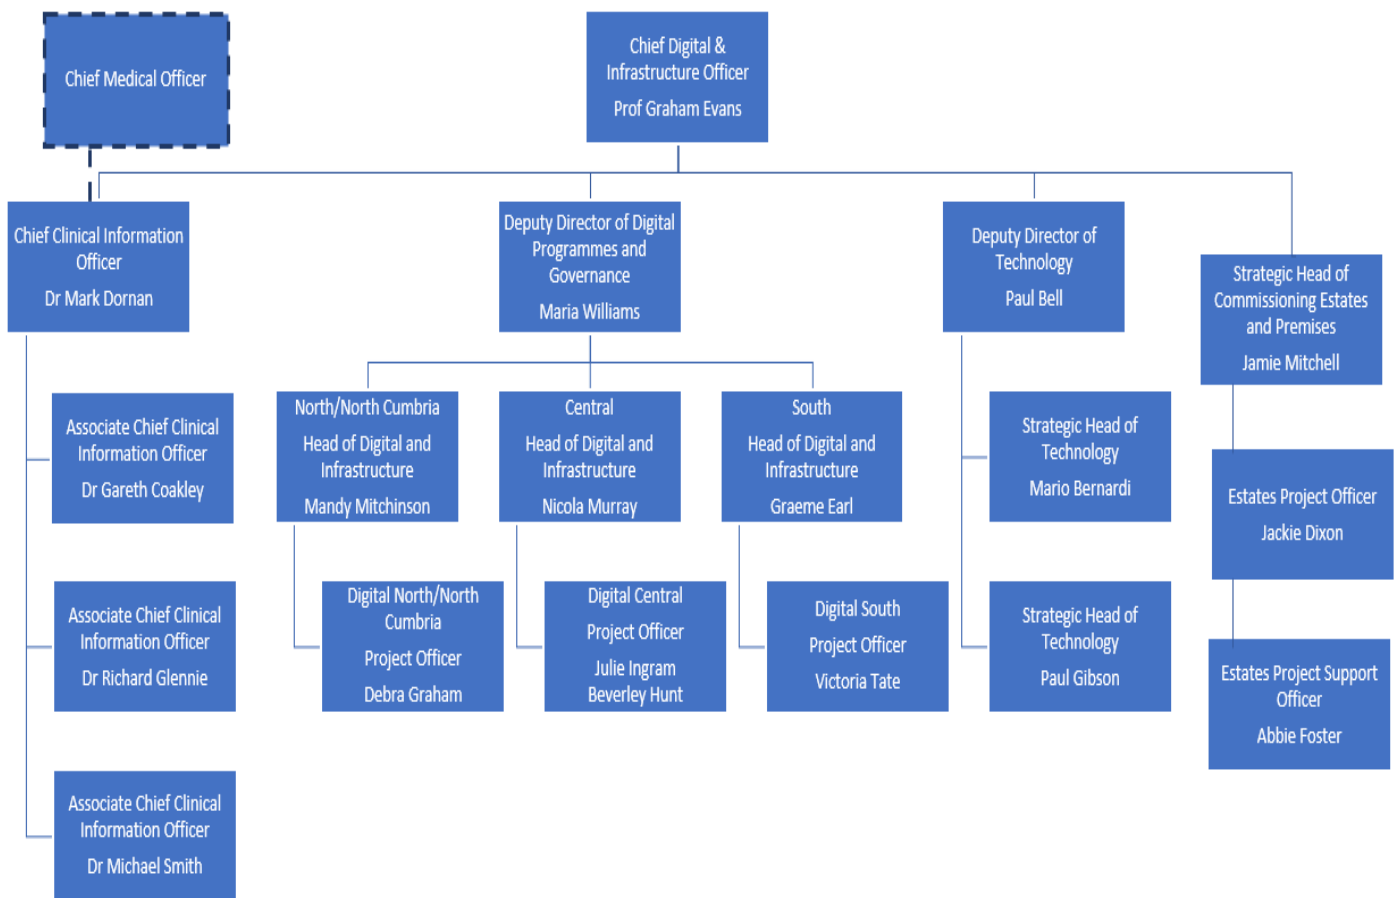 Chief Medical Officer
Chief Digital &
Infrastructure Officer
Prof Graham Evans
Chief Clinical Information
Officer
Dr Mark Dornan
Deputy Director of Digital
Programmes and
Governance
Maria Williams
Deputy Director of
Technology
Paul Bell
Strategic Head of
Commissioning Estates
and Premises
Jamie Mitchell
Associate Chief Clinical
Information Officer
Dr Gareth Coakley
North/North Cumbria
Head of Digital and
Infrastructure
Mandy Mitchinson
Central
Head of Digital and
Infrastructure
Nicola Murray
South
Head of Digital and
Infrastructure
Graeme Earl
Strategic Head of
Technology
Mario Bernardi
Estates Project Officer
Jackie Dixon
Associate Chief Clinical
Information Officer
Dr Richard Glennie
Digital North/North
Cumbria
Project Officer
Debra Graham
Digital Central
Project Officer
Julie Ingram
Beverley Hunt
Digital South
Project Officer
Victoria Tate
Strategic Head of
Technology
Paul Gibson
Estates Project Support
Officer
Abbie Foster
Associate Chief Clinical
Information Officer
Dr Michael Smith